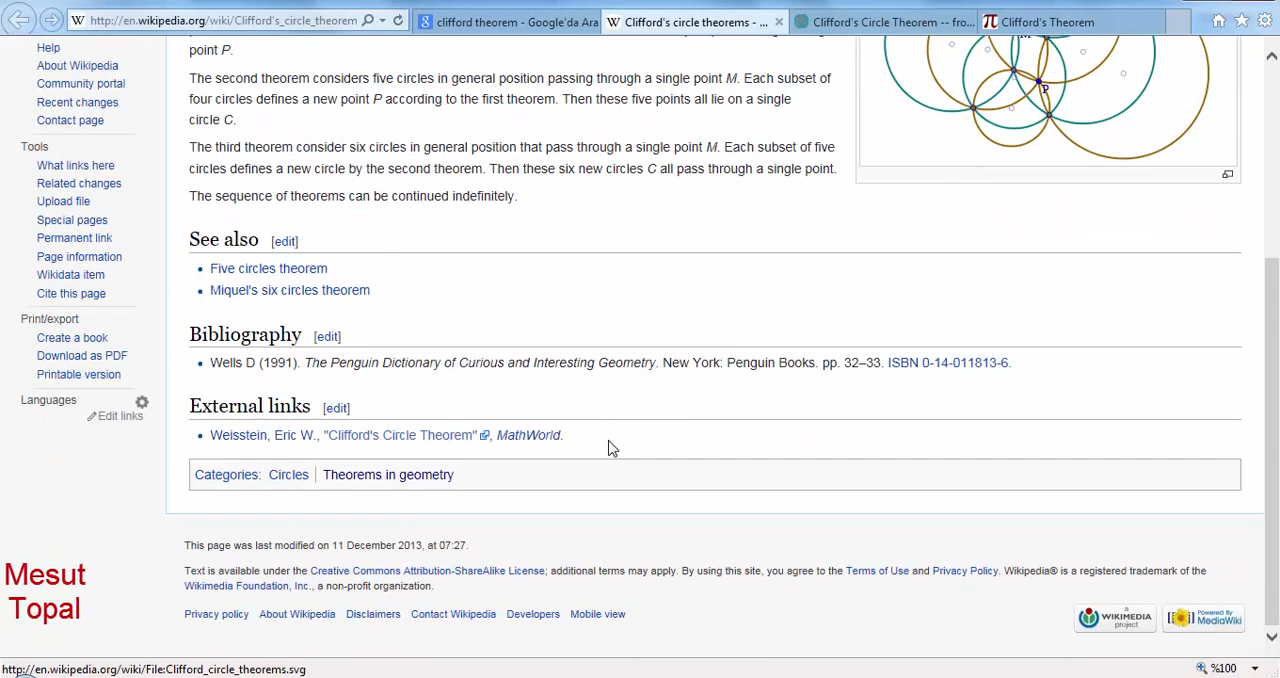 http://en.wikipedia.org/wiki/Clifford's_circle_theorem
clifford theorem - Google'da Ara
Clifford's circle theorems - ...
Clifford's Circle Theorem -- fro...
Clifford's Theorem
Help
About Wikipedia
Community portal
Recent changes
Contact page
Tools
What links here
Related changes
Upload file
Special pages
Permanent link
Page information
Wikidata item
Cite this page
Print/export
Create a book
Download as PDF
Printable version
Languages
Edit links
point P.
The second theorem considers five circles in general position passing through a single point M. Each subset of
four circles defines a new point P according to the first theorem. Then these five points all lie on a single
circle C.
The third theorem consider six circles in general position that pass through a single point M. Each subset of five
circles defines a new circle by the second theorem. Then these six new circles C all pass through a single point.
The sequence of theorems can be continued indefinitely.
M
P
See also [edit]
Five circles theorem
Miquel's six circles theorem
Bibliography [edit]
Wells D (1991). The Penguin Dictionary of Curious and Interesting Geometry. New York: Penguin Books. pp. 32–33. ISBN 0-14-011813-6.
External links [edit]
Weisstein, Eric W., "Clifford's Circle Theorem", MathWorld.
Categories: Circles | Theorems in geometry
This page was last modified on 11 December 2013, at 07:27.
Text is available under the Creative Commons Attribution-ShareAlike License; additional terms may apply. By using this site, you agree to the Terms of Use and Privacy Policy. Wikipedia® is a registered trademark of the
Wikimedia Foundation, Inc., a non-profit organization.
Privacy policy About Wikipedia Disclaimers Contact Wikipedia Developers Mobile view
A WIKIMEDIA project
Powered By MediaWiki
Mesut
Topal
http://en.wikipedia.org/wiki/File:Clifford_circle_theorems.svg
%100